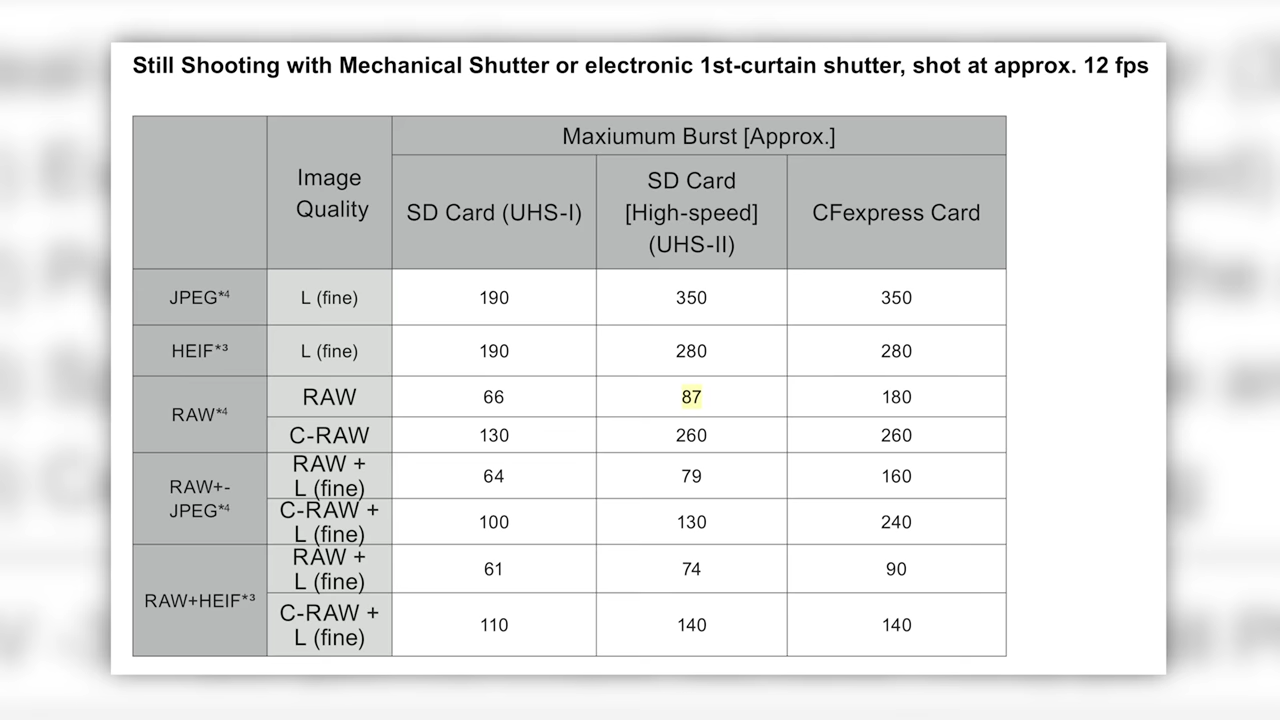 Still Shooting with Mechanical Shutter or electronic 1st-curtain shutter, shot at approx. 12 fps
Image
Quality
Maxiumum Burst [Approx.]
SD Card (UHS-I)
SD Card
[High-speed]
(UHS-II)
CFexpress Card
JPEG*4
L (fine)
190
350
350
HEIF*3
L (fine)
190
280
280
RAW*4
RAW
66
87
180
C-RAW
130
260
260
RAW+-
JPEG*4
RAW +
L (fine)
64
79
160
C-RAW +
L (fine)
100
130
240
RAW+HEIF*3
RAW +
L (fine)
61
74
90
C-RAW +
L (fine)
110
140
140